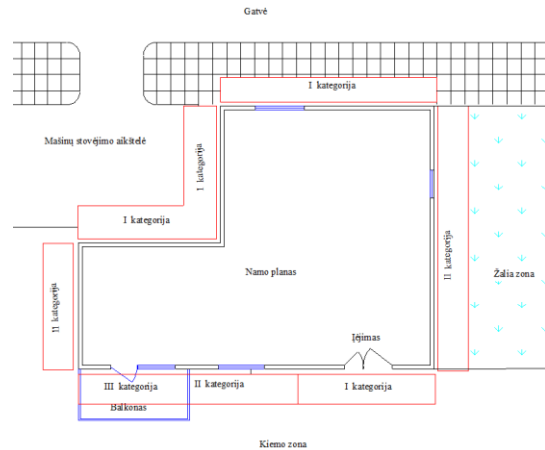 Gatvė
I kategorija
Mašinų stovėjimo aikštelė
I kategorija
I kategorija
II kategorija
II kategorija
Namo planas
Žalia zona
Įėjimas
III kategorija
II kategorija
I kategorija
Balkonas
Kiemo zona